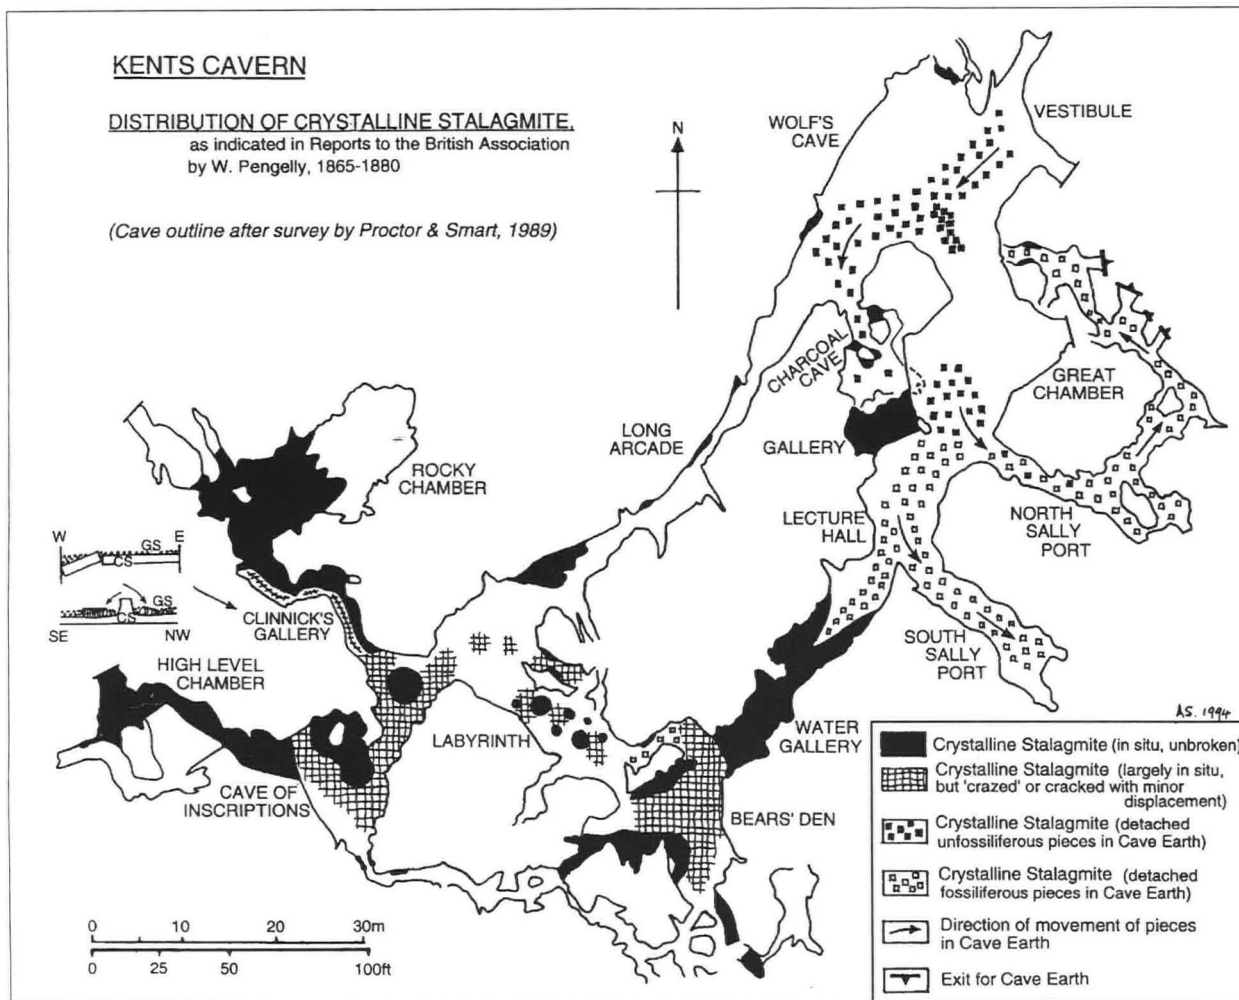 KENTS CAVERN
DISTRIBUTION OF CRYSTALLINE STALAGMITE,
as indicated in Reports to the British Association
by W. Pengelly, 1865-1880
(Cave outline after survey by Proctor & Smart, 1989)
N
VESTIBULE
WOLF'S
CAVE
CHARCOAL
CAVE
GREAT
CHAMBER
LONG
ARCADE
GALLERY
ROCKY
CHAMBER
LECTURE
HALL
NORTH
SALLY
PORT
W
E
GS
CS
GS
CS
SE
NW
CLINNICK'S
GALLERY
SOUTH
SALLY
PORT
HIGH LEVEL
CHAMBER
LABYRINTH
WATER
GALLERY
CAVE OF
INSCRIPTIONS
BEARS' DEN
A.S. 1994
Crystalline Stalagmite (in situ, unbroken)
Crystalline Stalagmite (largely in situ,
but 'crazed' or cracked with minor
displacement)
Crystalline Stalagmite (detached
unfossiliferous pieces in Cave Earth)
Crystalline Stalagmite (detached
fossiliferous pieces in Cave Earth)
Direction of movement of pieces
in Cave Earth
Exit for Cave Earth
0 10 20 30m
0 25 50 100ft